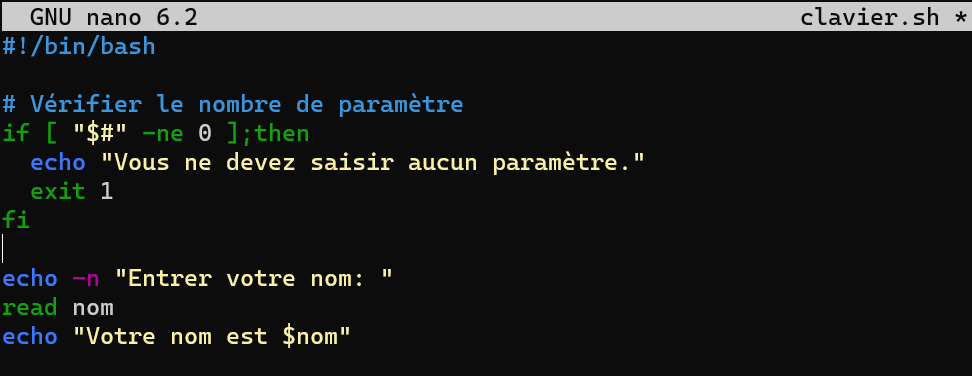 GNU nano 6.2 clavier.sh *
#!/bin/bash
# Vérifier le nombre de paramètre
if [ "$#" -ne 0 ];then
echo "Vous ne devez saisir aucun paramètre."
exit 1
fi
echo -n "Entrer votre nom: "
read nom
echo "Votre nom est $nom"